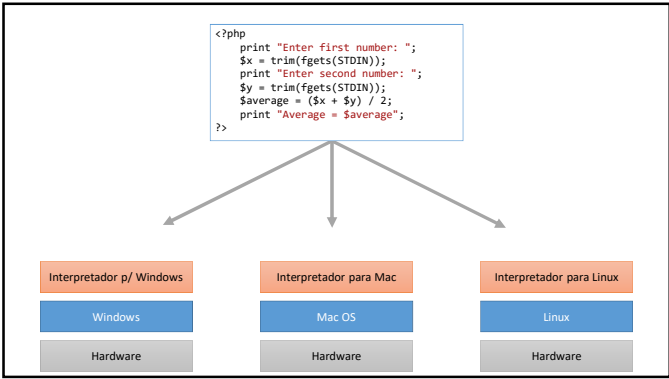 <?php
print "Enter first number: ";
$x = trim(fgets(STDIN));
print "Enter second number: ";
$y = trim(fgets(STDIN));
$average = ($x + $y) / 2;
print "Average = $average";
?>
Interpretador p/ Windows
Interpretador para Mac
Interpretador para Linux
Windows
Mac OS
Linux
Hardware
Hardware
Hardware